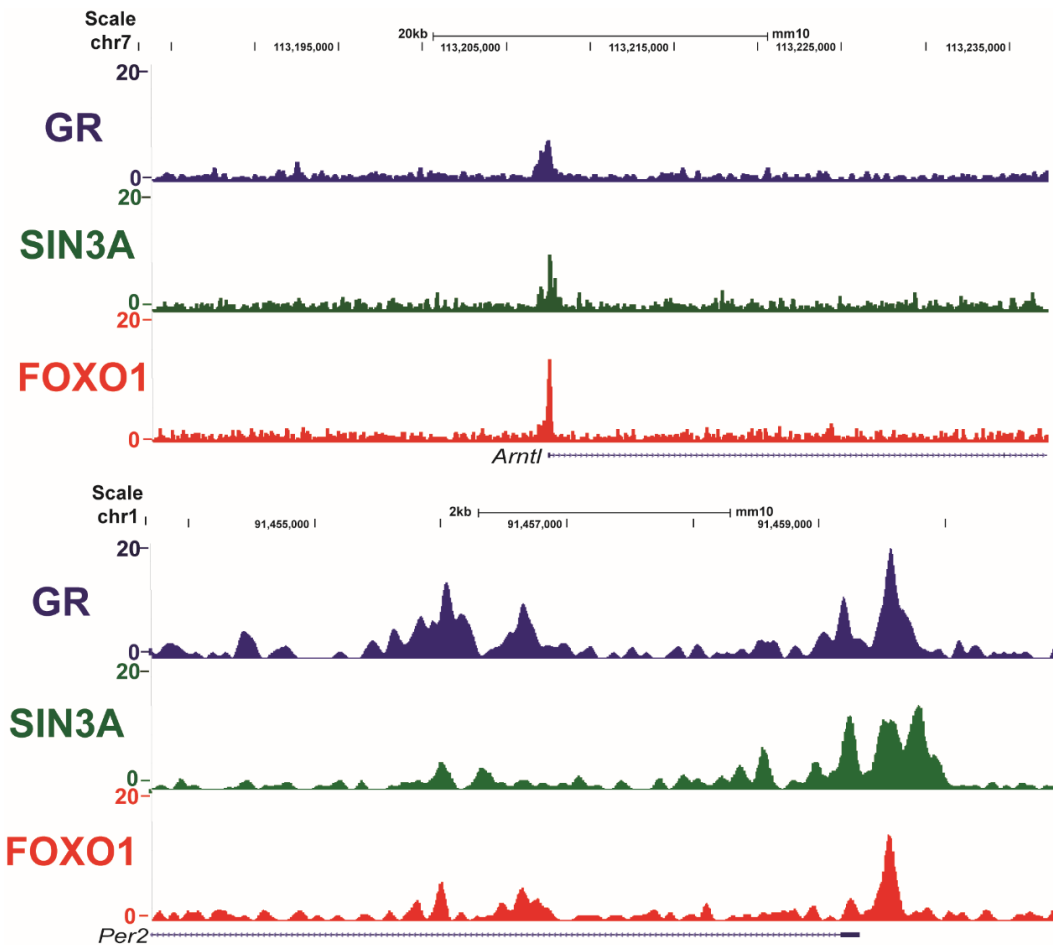 Scale
chr7
20kb mm10
113,195,000 113,205,000 113,215,000 113,225,000 113,235,000
20
GR
0
20
SIN3A
0
20
FOXO1
0
Arntl
Scale
chr1
2kb mm10
91,455,000 91,457,000 91,459,000
20
GR
0
20
SIN3A
0
20
FOXO1
0
Per2